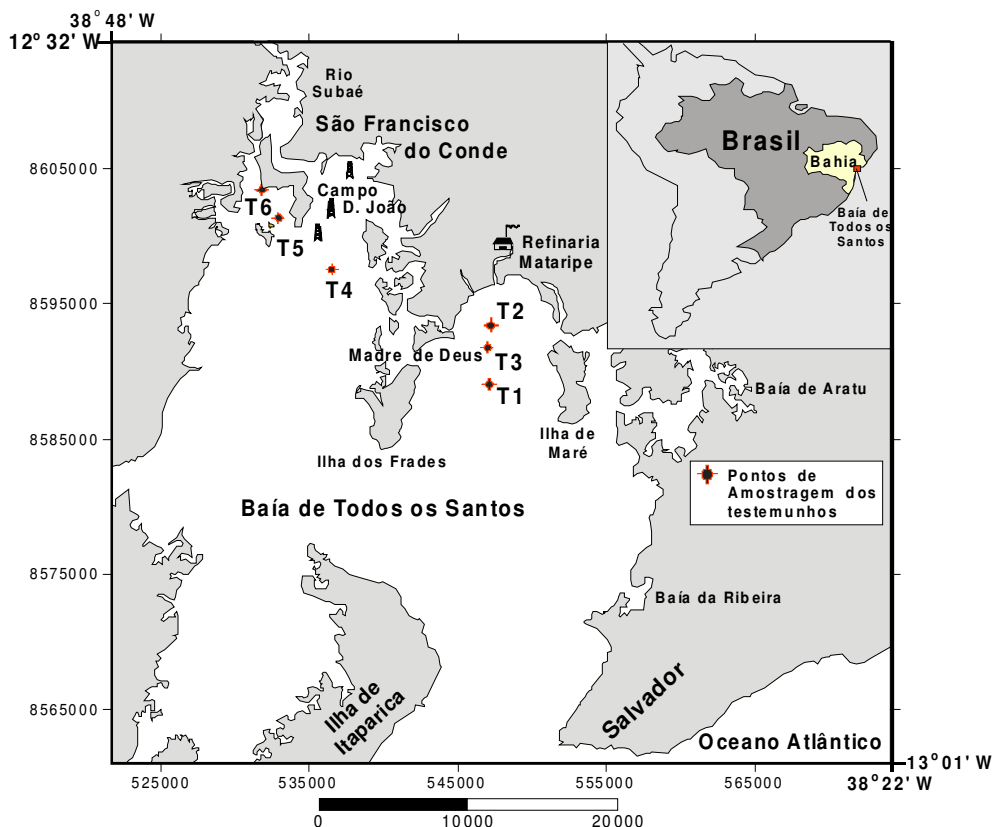 38° 48' W
12° 32' W
Rio
Subaé
São Francisco
do Conde
Brasil
Bahia
8605000
Campo
D. João
T6
Baía de
Todos os
Santos
T5
Refinaria
Mataripe
T4
8595000
T2
Madre de Deus
T3
T1
Baía de Aratu
8585000
Ilha de
Maré
Ilha dos Frades
Pontos de
Amostragem dos
testemunhos
Baía de Todos os Santos
8575000
Baía da Ribeira
Ilha de
Itaparica
Salvador
8565000
Oceano Atlântico
13° 01' W
525000
535000
545000
555000
565000
38° 22' W
0
10000
20000